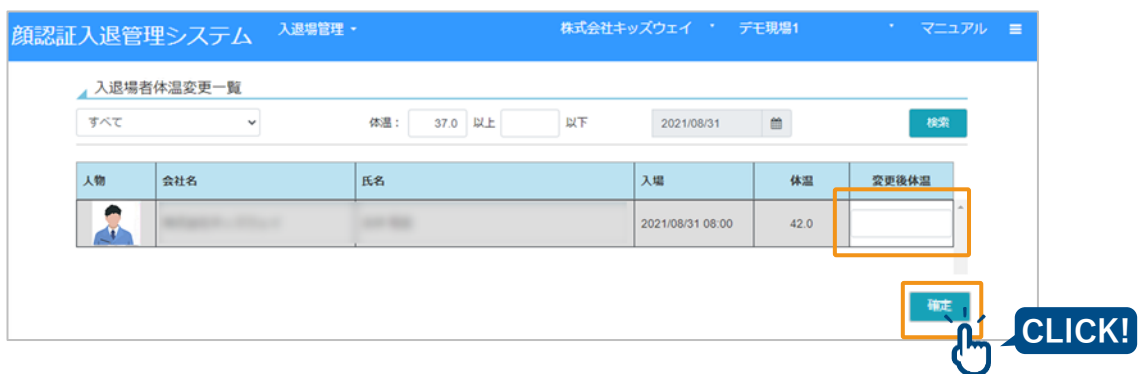 顔認証入退管理システム 入退場管理 株式会社キッズウェイ デモ現場1 マニュアル
入退場者体温変更一覧
すべて 体温： 37.0 以上 以下 2021/08/31 検索
人物 会社名 氏名 入場 体温 変更後体温
2021/08/31 08:00 42.0
確定
CLICK!